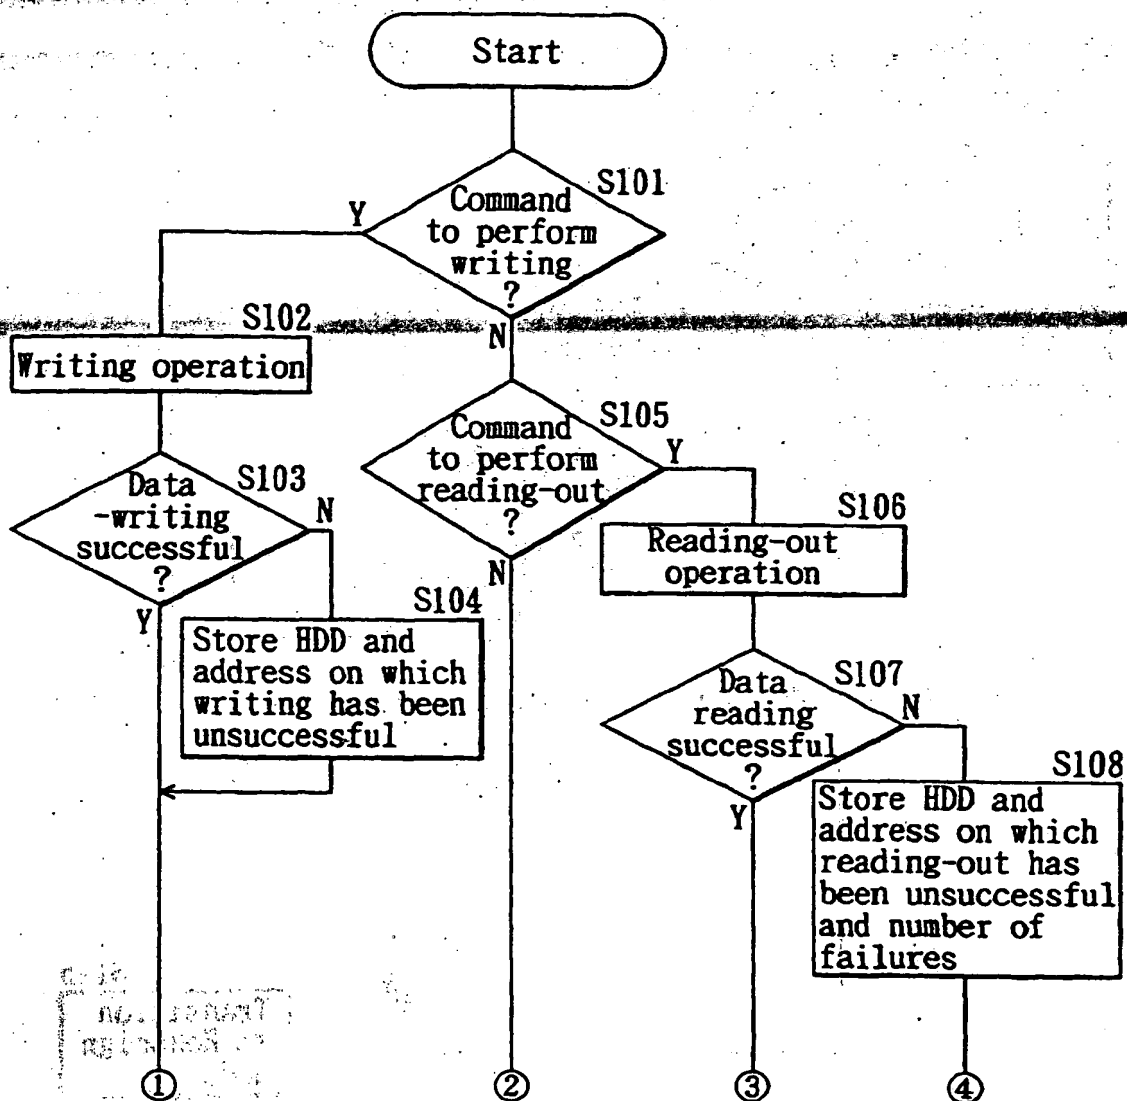 Start
S101
Command
to perform
writing
?
Y
N
S102
Writing operation
S105
Command
to perform
reading-out
?
Y
N
S103
Data
-writing
successful
?
N
Y
S106
Reading-out
operation
S104
Store HDD and
address on which
writing has been
unsuccessful
S107
Data
reading
successful
?
N
Y
S108
Store HDD and
address on which
reading-out has
been unsuccessful
and number of
failures
①
②
③
④